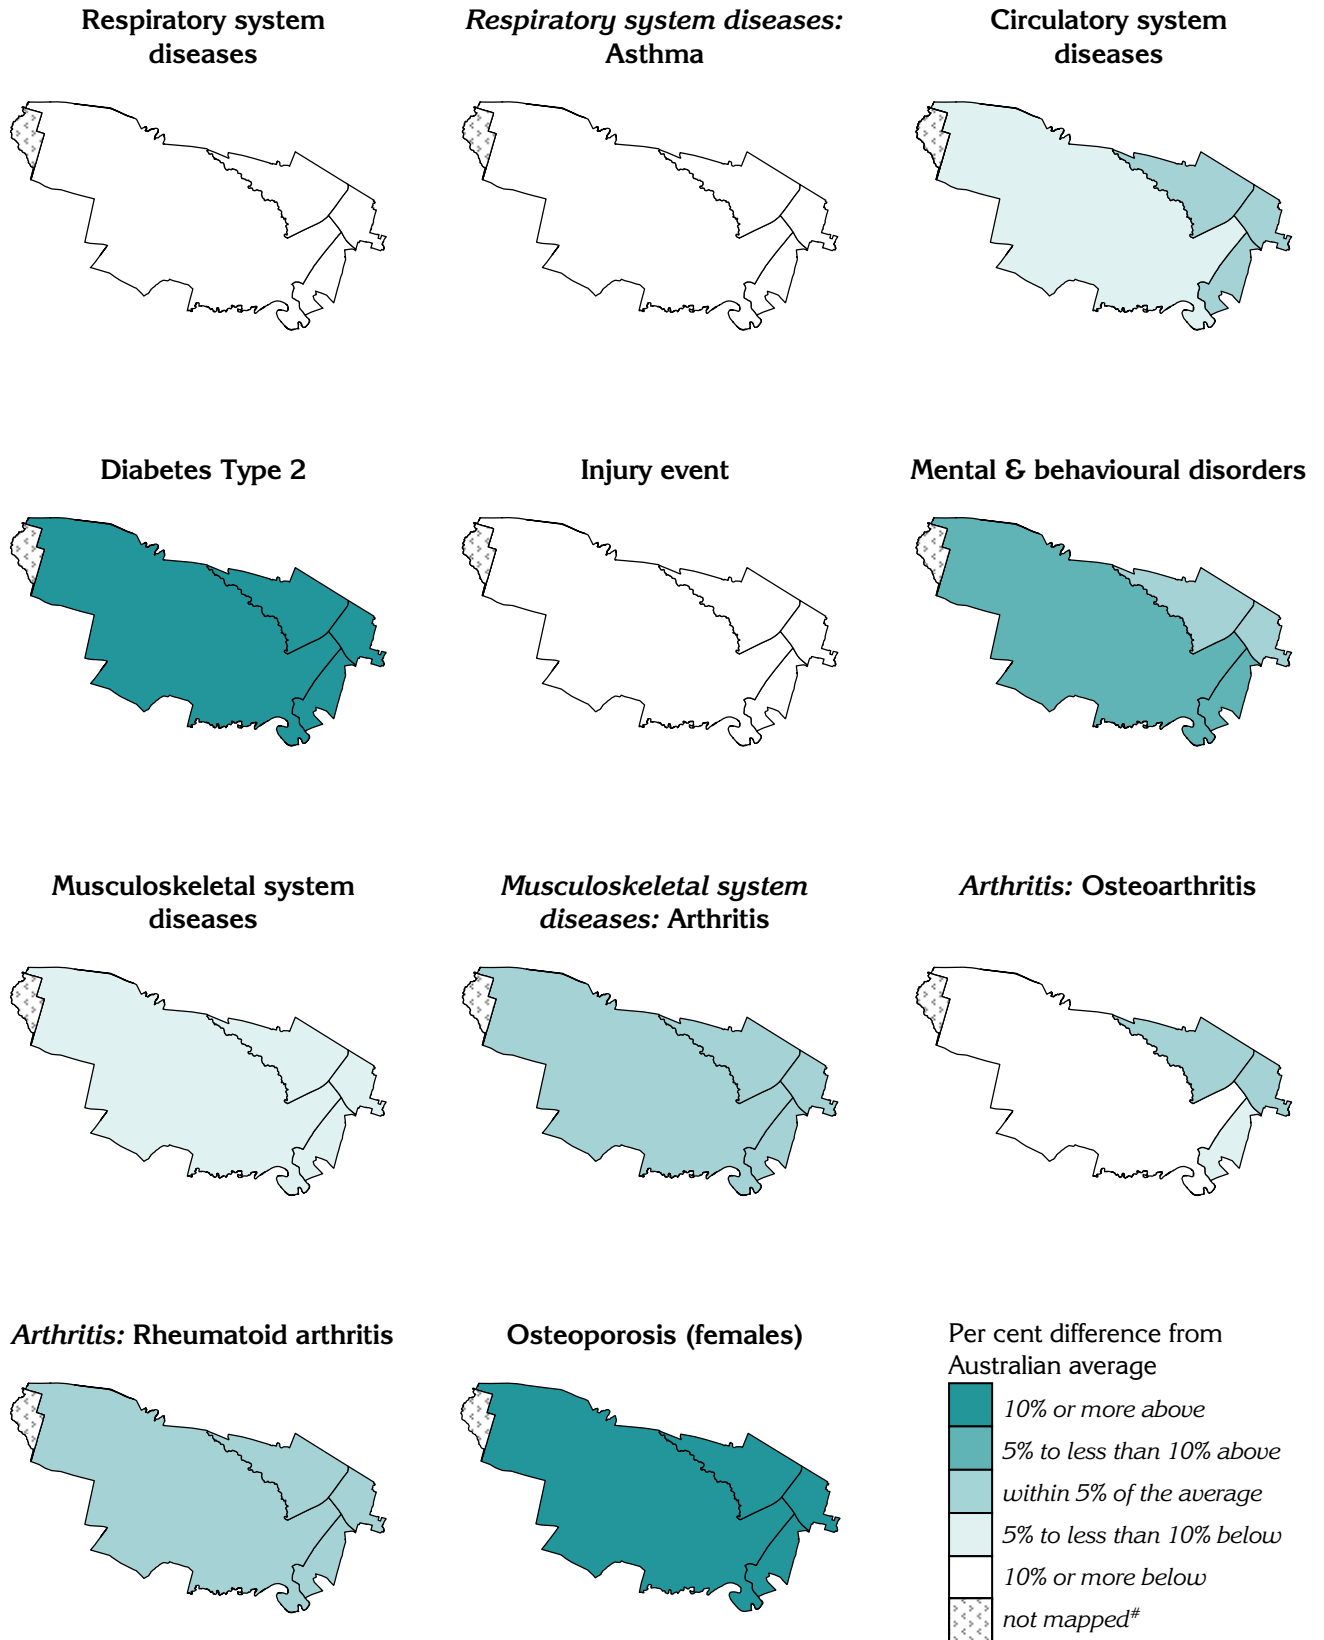 Respiratory system
diseases
Respiratory system diseases:
Asthma
Circulatory system
diseases
Diabetes Type 2
Injury event
Mental & behavioural disorders
Musculoskeletal system
diseases
Musculoskeletal system
diseases: Arthritis
Arthritis: Osteoarthritis
Arthritis: Rheumatoid arthritis
Osteoporosis (females)
Per cent difference from
Australian average
10% or more above
5% to less than 10% above
within 5% of the average
5% to less than 10% below
10% or more below
not mapped#